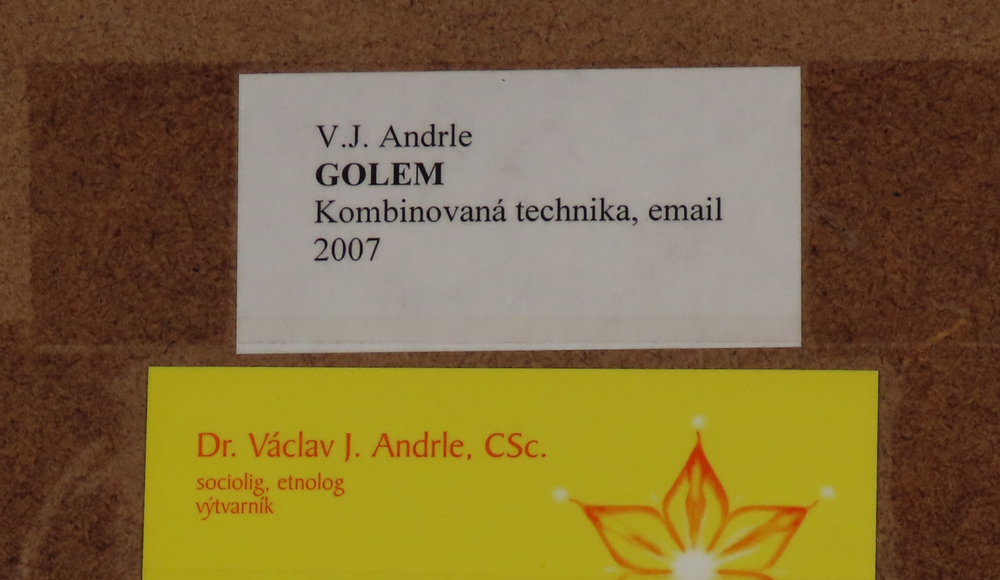 V.J. Andrle
GOLEM
Kombinovaná technika, email
2007
Dr. Václav J. Andrle, CSc.
sociolig, etnolog
výtvarník